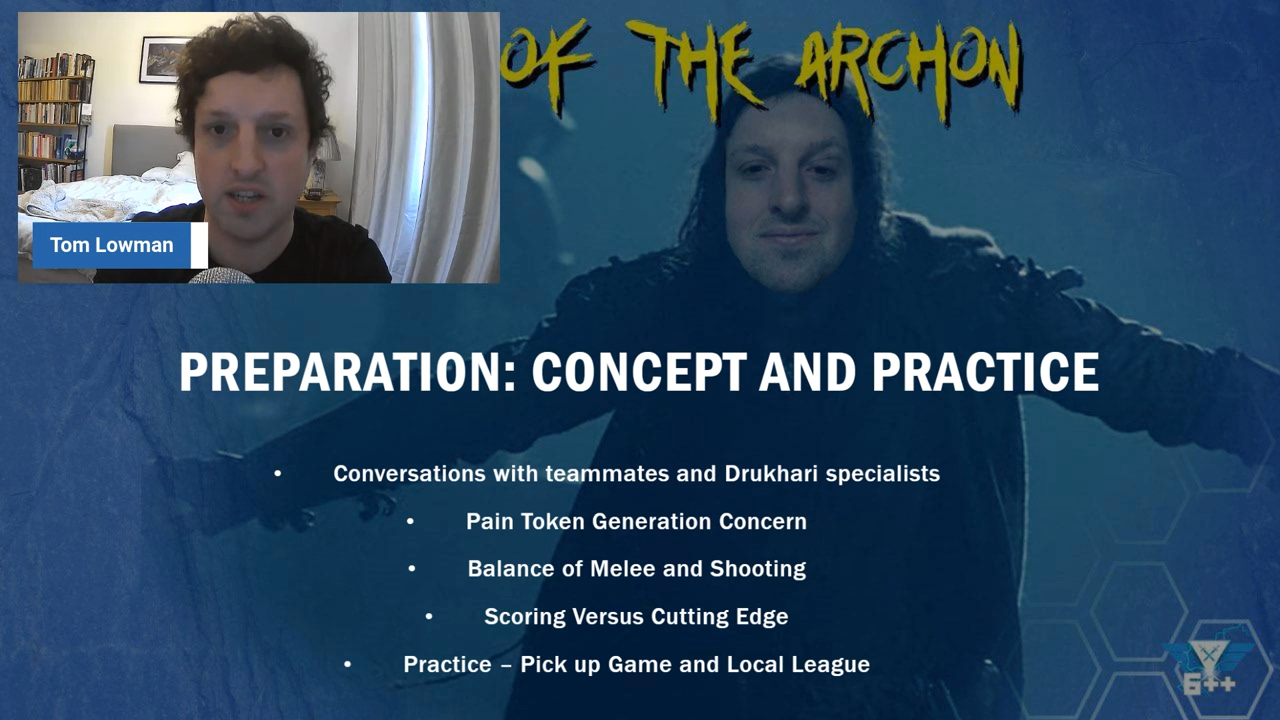 OF THE ARCHON
Tom Lowman
PREPARATION: CONCEPT AND PRACTICE
• Conversations with teammates and Drukhari specialists
• Pain Token Generation Concern
• Balance of Melee and Shooting
• Scoring Versus Cutting Edge
• Practice – Pick up Game and Local League
6++